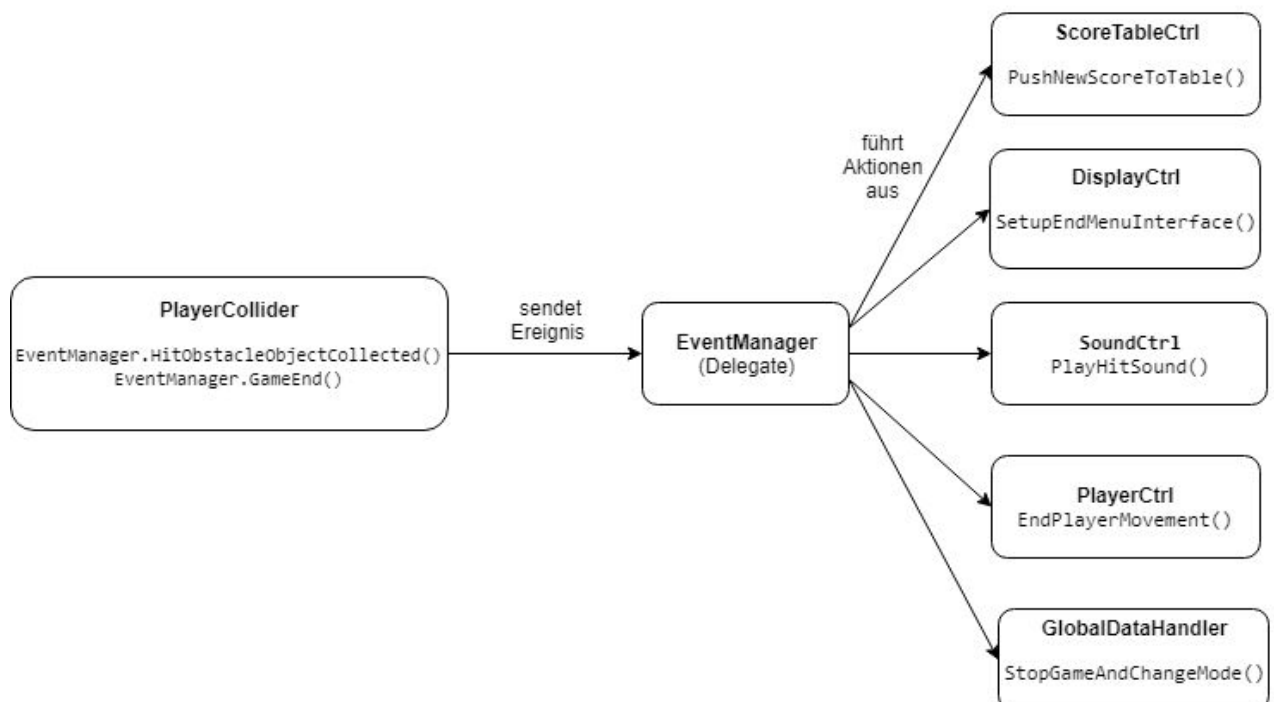 ScoreTableCtrl
PushNewScoreToTable()
führt
Aktionen
aus
DisplayCtrl
SetupEndMenuInterface()
PlayerCollider
EventManager.HitObstacleObjectCollected()
EventManager.GameEnd()
sendet
Ereignis
EventManager
(Delegate)
SoundCtrl
PlayHitSound()
PlayerCtrl
EndPlayerMovement()
GlobalDataHandler
StopGameAndChangeMode()